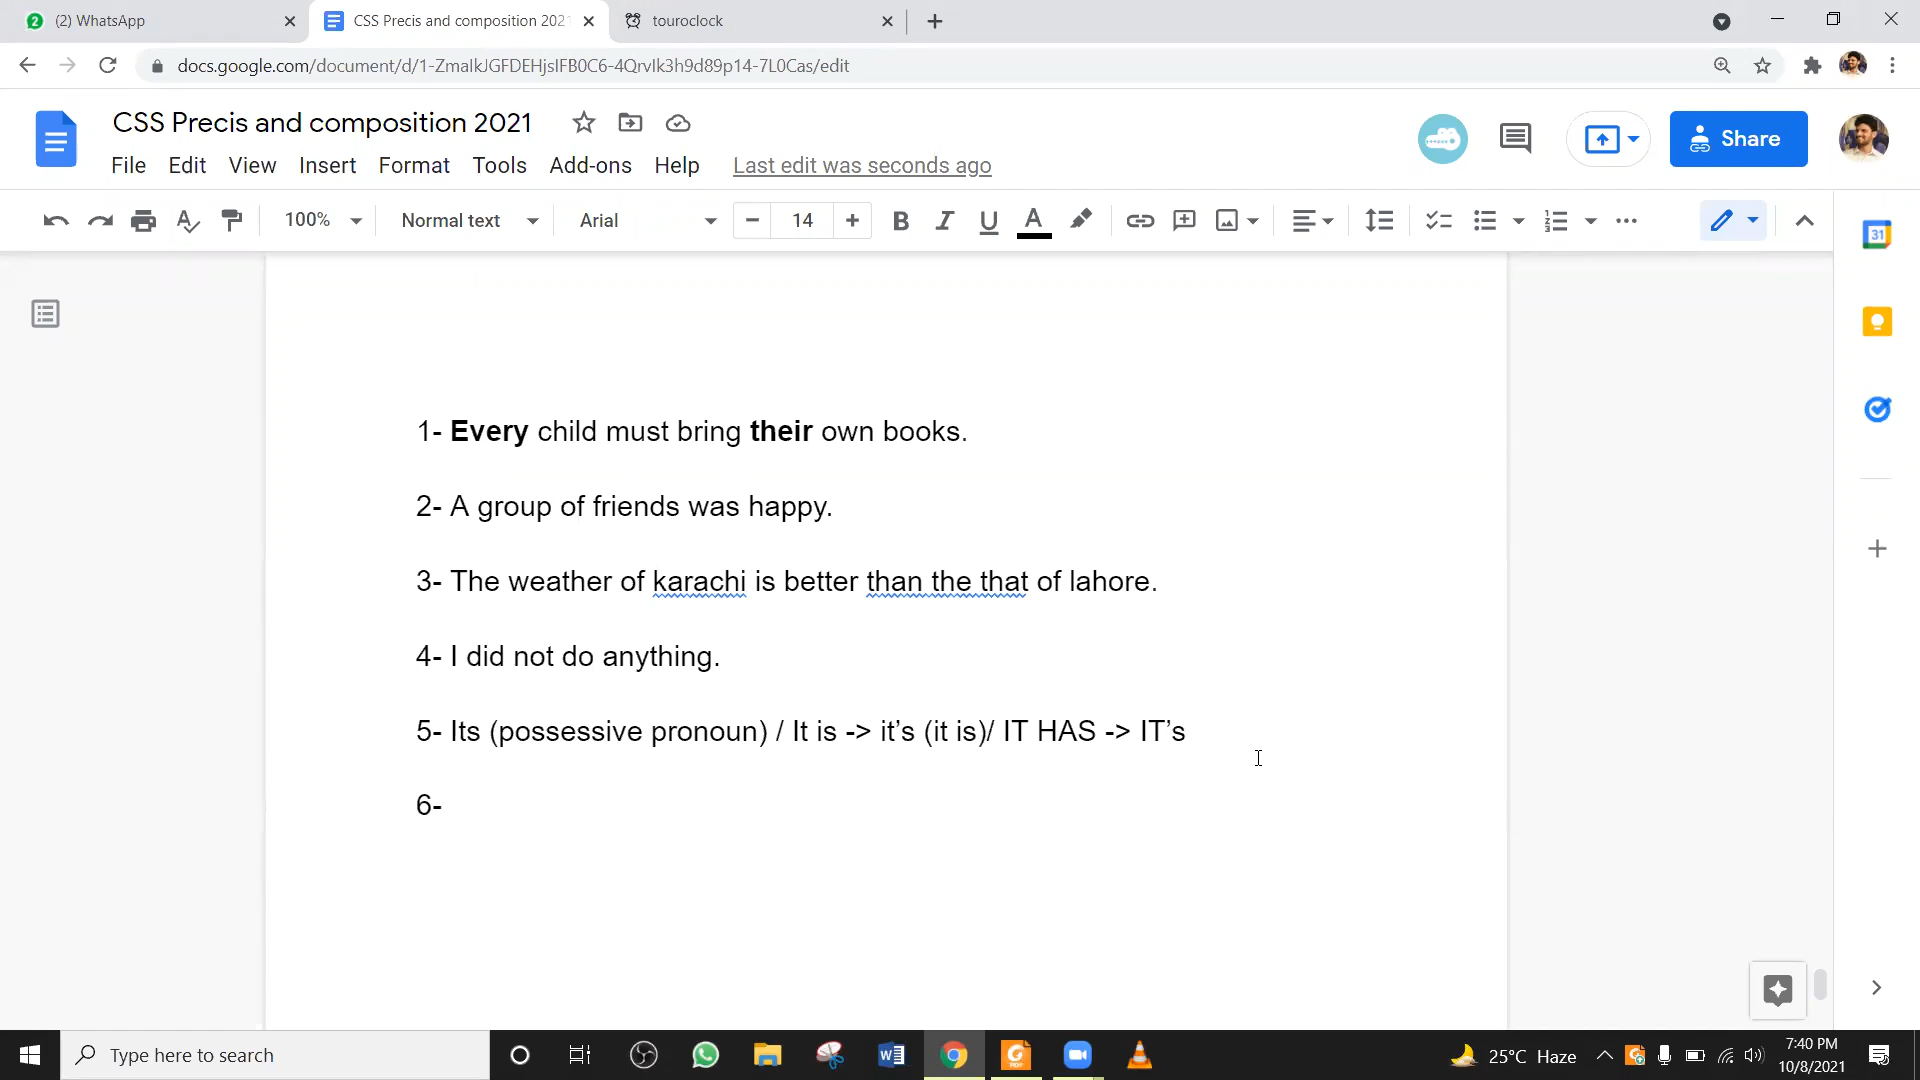 (2) WhatsApp
CSS Precis and composition 202
touroclock
docs.google.com/document/d/1-ZmalkJGFDEHjsIFB0C6-4QrvIk3h9d89p14-7L0Cas/edit
CSS Precis and composition 2021
Share
File Edit View Insert Format Tools Add-ons Help Last edit was seconds ago
100% Normal text Arial 14
31
1- Every child must bring their own books.
2- A group of friends was happy.
3- The weather of karachi is better than the that of lahore.
4- I did not do anything.
5- Its (possessive pronoun) / It is -> it’s (it is)/ IT HAS -> IT’s
6-
Type here to search
25°C Haze
7:40 PM
10/8/2021